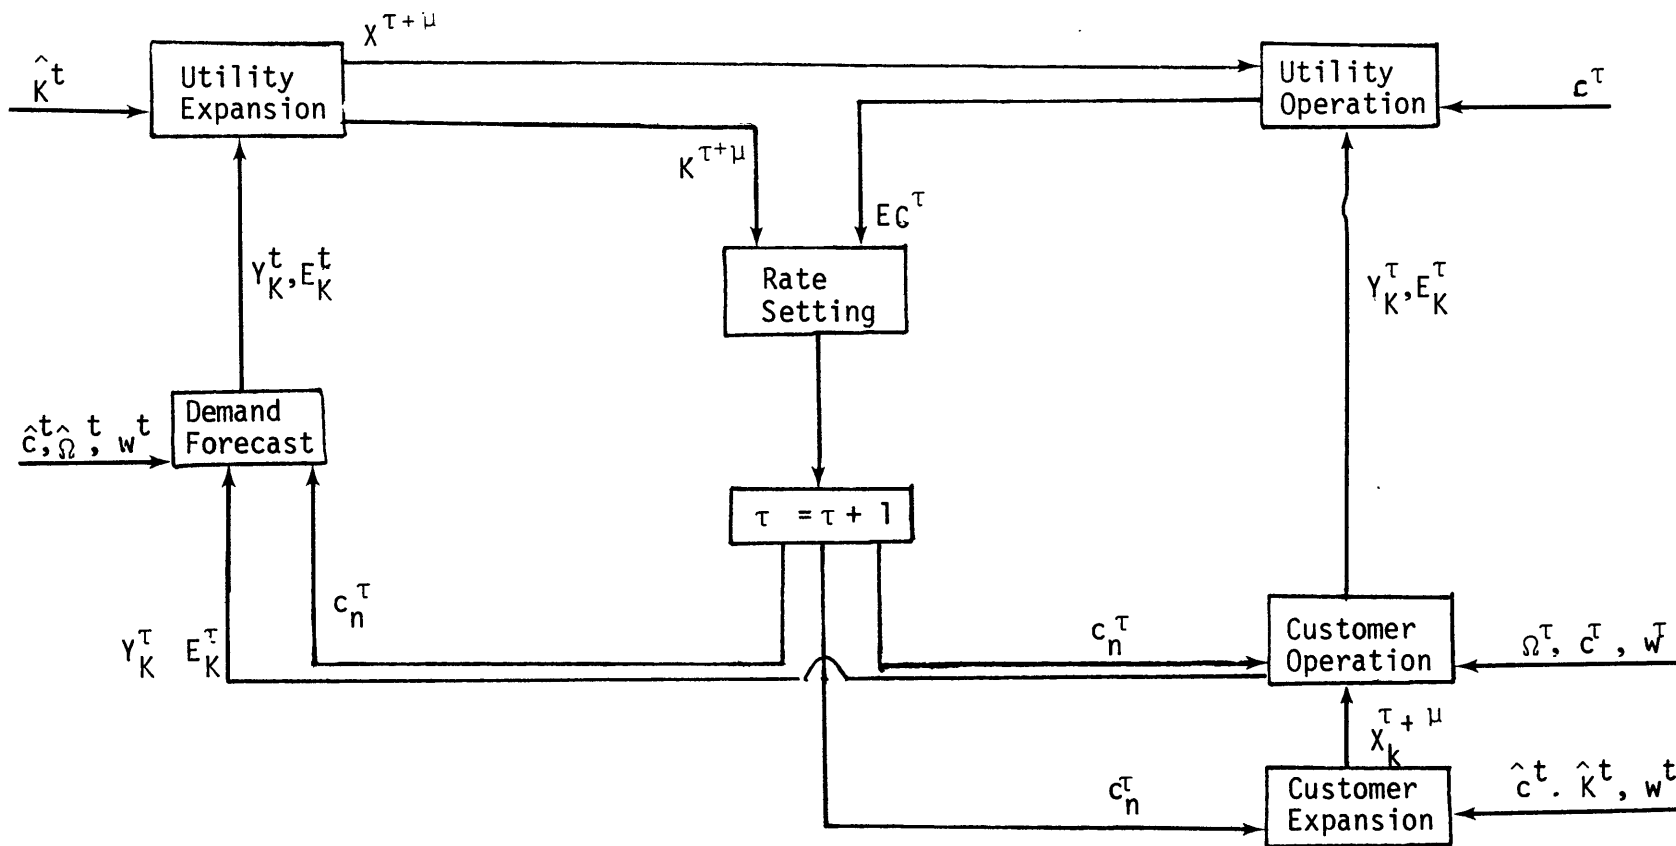 X^{τ+μ}
K̂^t
Utility
Expansion
Utility
Operation
c^τ
K^{τ+μ}
EC^τ
Y_K^t, E_K^t
Rate
Setting
Y_K^τ, E_K^τ
Demand
Forecast
ĉ^t, Ω̂^t, w^t
τ = τ + 1
c_n^τ
Y_K^τ E_K^τ
c_n^τ
Customer
Operation
Ω^τ, c^τ, w^τ
X_k^{τ+μ}
c_n^τ
Customer
Expansion
ĉ^t. K̂^t, w^t